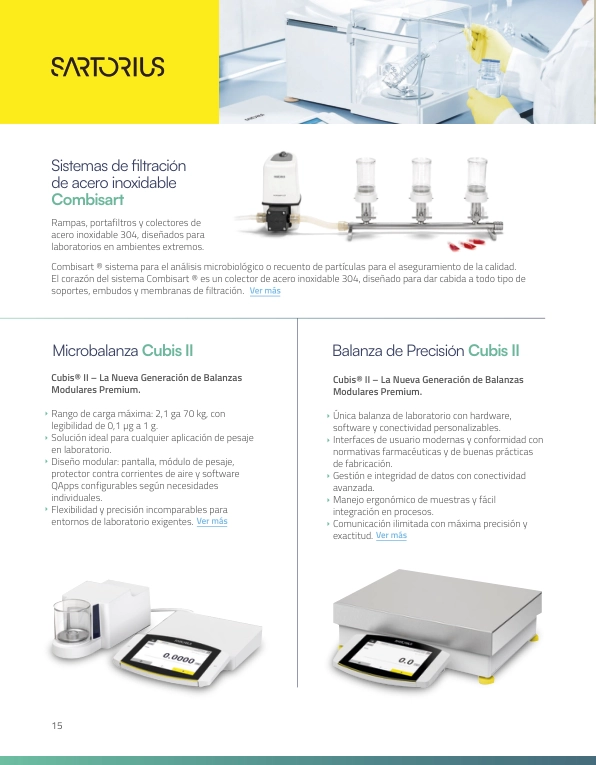 SARTORIUS
Sistemas de filtración
de acero inoxidable
Combisart
Rampas, portafiltros y colectores de
acero inoxidable 304, diseñados para
laboratorios en ambientes extremos.
Combisart ® sistema para el análisis microbiológico o recuento de partículas para el aseguramiento de la calidad.
El corazón del sistema Combisart ® es un colector de acero inoxidable 304, diseñado para dar cabida a todo tipo de
soportes, embudos y membranas de filtración. Ver más
Microbalanza Cubis II
Cubis® II – La Nueva Generación de Balanzas
Modulares Premium.
Rango de carga máxima: 2,1 ga 70 kg, con
legibilidad de 0,1 µg a 1 g.
Solución ideal para cualquier aplicación de pesaje
en laboratorio.
Diseño modular: pantalla, módulo de pesaje,
protector contra corrientes de aire y software
QApps configurables según necesidades
individuales.
Flexibilidad y precisión incomparables para
entornos de laboratorio exigentes. Ver más
Balanza de Precisión Cubis II
Cubis® II – La Nueva Generación de Balanzas
Modulares Premium.
Única balanza de laboratorio con hardware,
software y conectividad personalizables.
Interfaces de usuario modernas y conformidad con
normativas farmacéuticas y de buenas prácticas
de fabricación.
Gestión e integridad de datos con conectividad
avanzada.
Manejo ergonómico de muestras y fácil
integración en procesos.
Comunicación ilimitada con máxima precisión y
exactitud. Ver más
0.0000
0.0
15